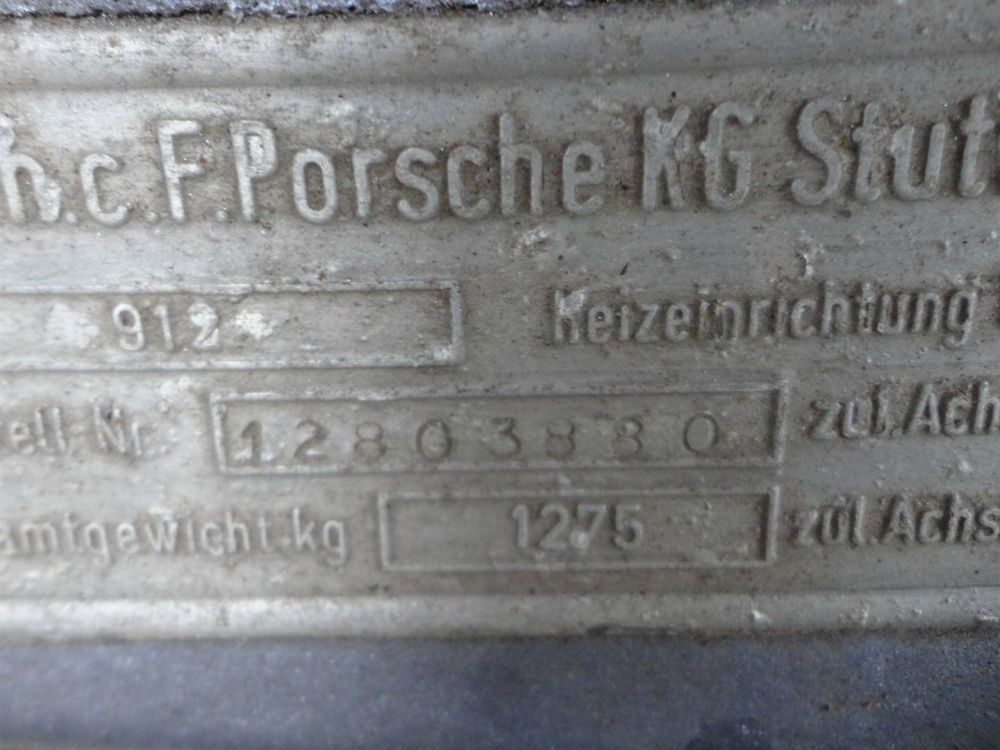 h.c.F.Porsche KG Stut
912 Heizeinrichtung
ell-Nr. 12803880 zul.Ach
amtgewicht.kg 1275 zul.Achs